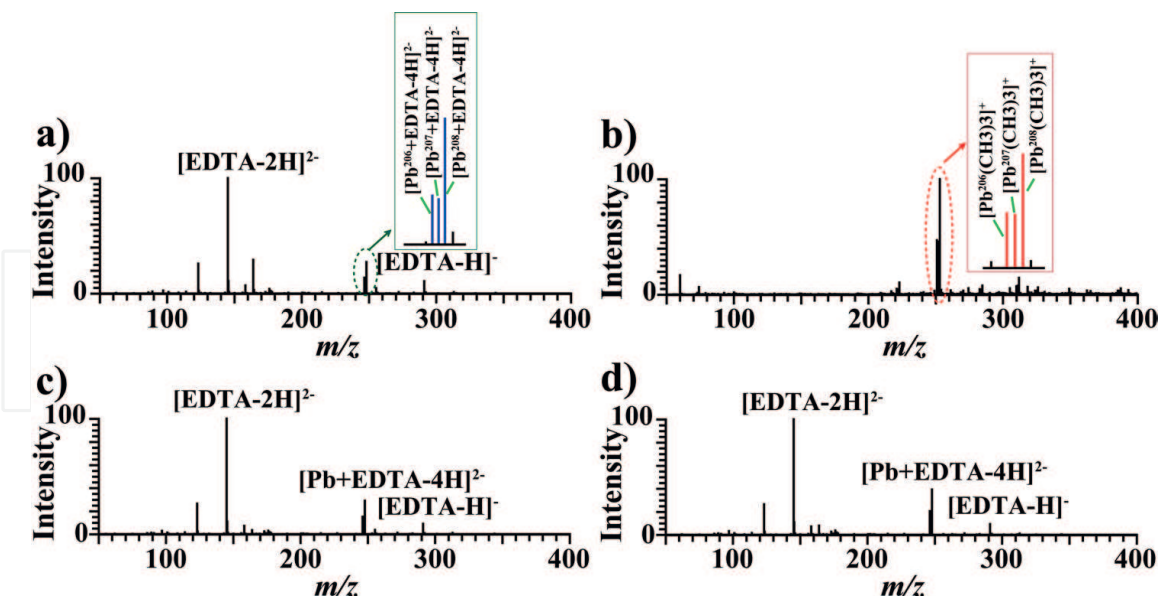 a)
[Pb206+EDTA-4H]2-
[Pb207+EDTA-4H]2-
[Pb208+EDTA-4H]2-
[EDTA-2H]2-
[EDTA-H]-
Intensity
100
0
100
200
300
400
m/z
b)
[Pb206(CH3)3]+
[Pb207(CH3)3]+
[Pb208(CH3)3]+
Intensity
100
0
100
200
300
400
m/z
c)
[EDTA-2H]2-
[Pb+EDTA-4H]2-
[EDTA-H]-
Intensity
100
0
100
200
300
400
m/z
d)
[EDTA-2H]2-
[Pb+EDTA-4H]2-
[EDTA-H]-
Intensity
100
0
100
200
300
400
m/z